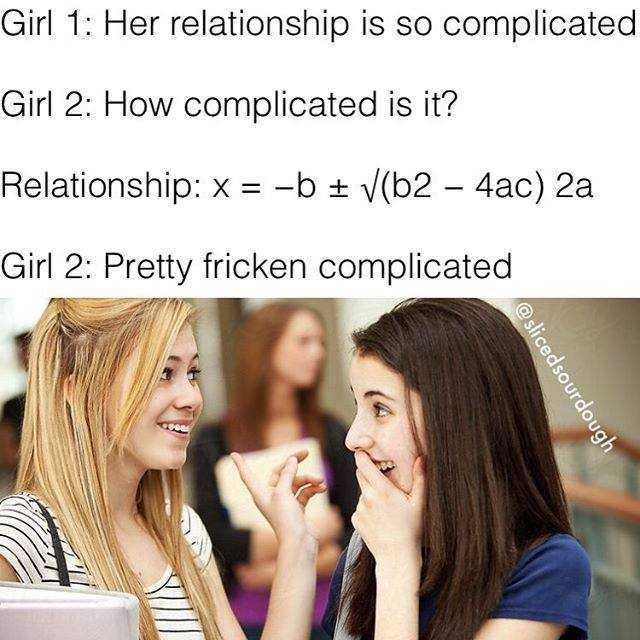 Girl 1: Her relationship is so complicated
Girl 2: How complicated is it?
Relationship: x = −b ± √(b2 − 4ac) 2a
Girl 2: Pretty fricken complicated
@slicedsourdough